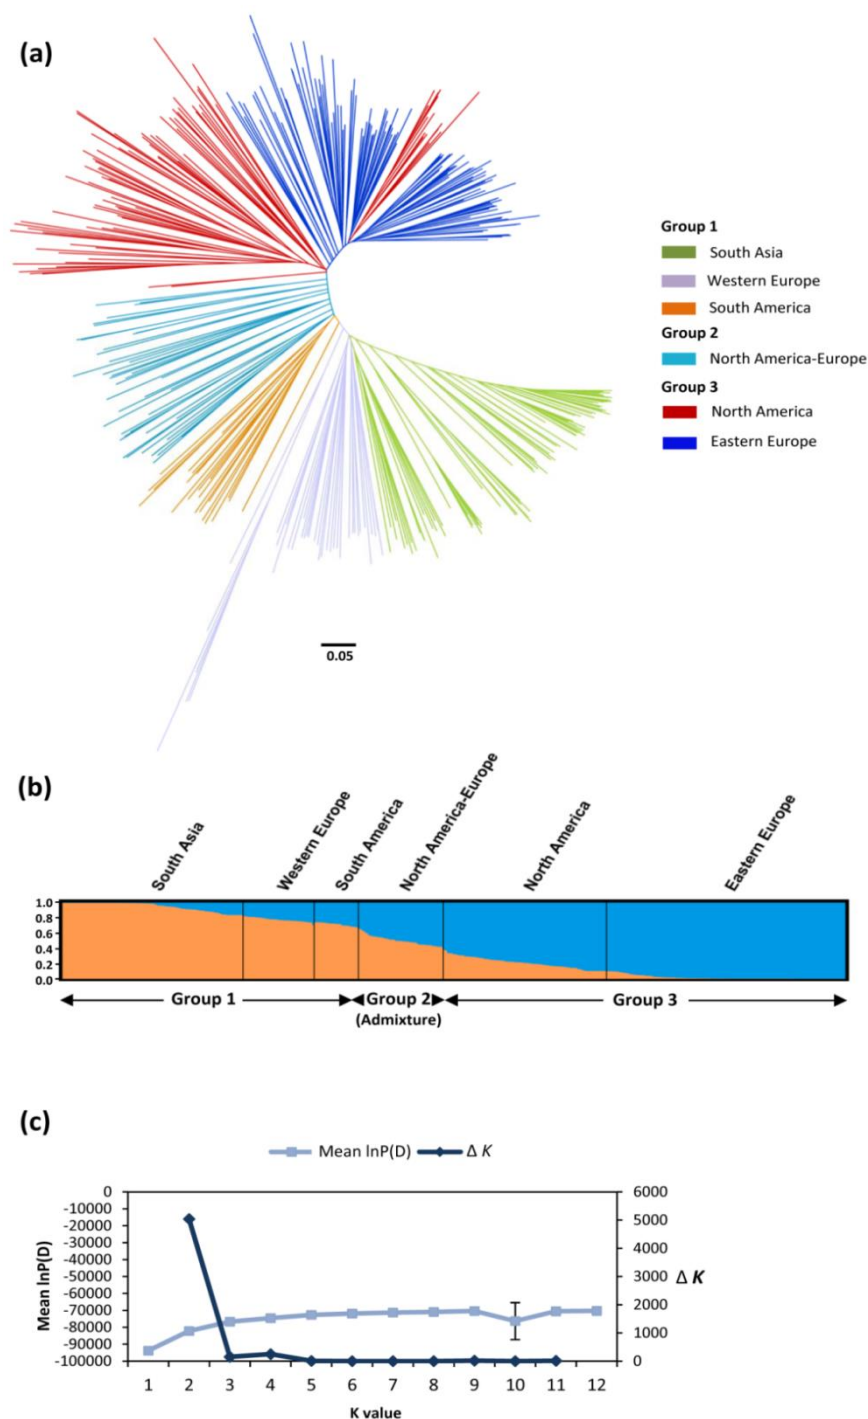 (a)
Group 1
South Asia
Western Europe
South America
Group 2
North America-Europe
Group 3
North America
Eastern Europe
0.05
(b)
South Asia
Western Europe
South America
North America-Europe
North America
Eastern Europe
1.0
0.8
0.6
0.4
0.2
0.0
Group 1
Group 2
(Admixture)
Group 3
(c)
Mean lnP(D)
Δ K
Mean lnP(D)
0
-10000
-20000
-30000
-40000
-50000
-60000
-70000
-80000
-90000
-100000
6000
5000
4000
3000
2000
1000
0
Δ K
1 2 3 4 5 6 7 8 9 10 11 12
K value